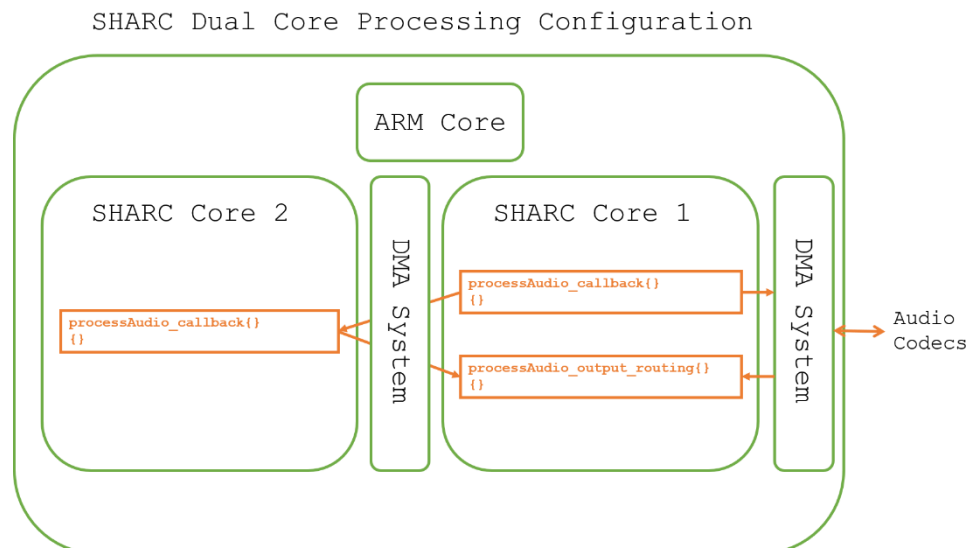 SHARC Dual Core Processing Configuration
ARM Core
SHARC Core 2
DMA System
SHARC Core 1
DMA System
processAudio_callback{}
{}
processAudio_callback{}
{}
processAudio_output_routing{}
{}
Audio
Codecs